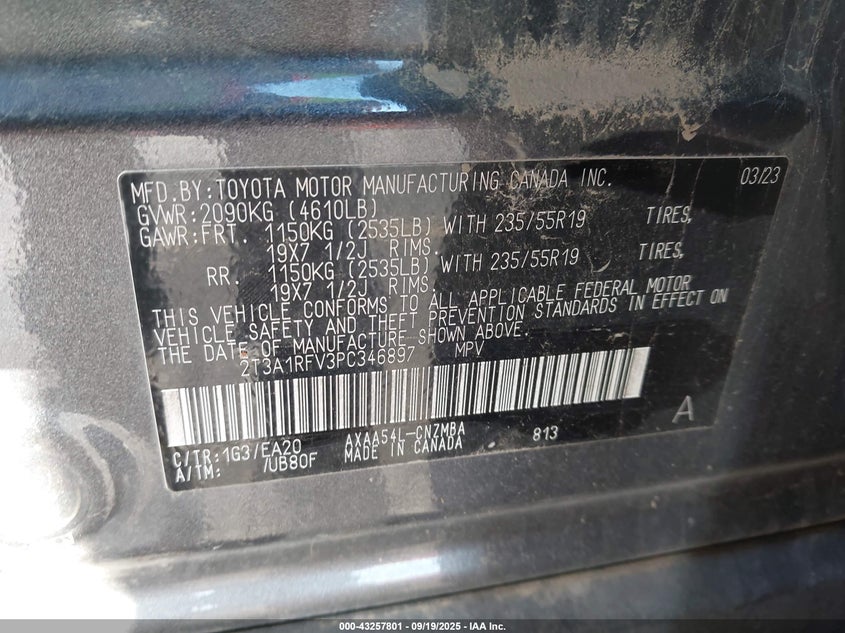 MFD.BY:TOYOTA MOTOR MANUFACTURING CANADA INC. 03/23
GVWR:2090KG (4610LB)
GAWR:FRT. 1150KG (2535LB) WITH 235/55R19 TIRES,
19X7 1/2J RIMS.
RR. 1150KG (2535LB) WITH 235/55R19 TIRES,
19X7 1/2J RIMS.
THIS VEHICLE CONFORMS TO ALL APPLICABLE FEDERAL MOTOR
VEHICLE SAFETY AND THEFT PREVENTION STANDARDS IN EFFECT ON
THE DATE OF MANUFACTURE SHOWN ABOVE.
2T3A1RFV3PC346897 MPV
A
C/TR:1G3/EA20 AXAA54L-CNZMBA 813
A/TM: /UB80F MADE IN CANADA
000-43257801 - 09/19/2025 - IAA Inc.